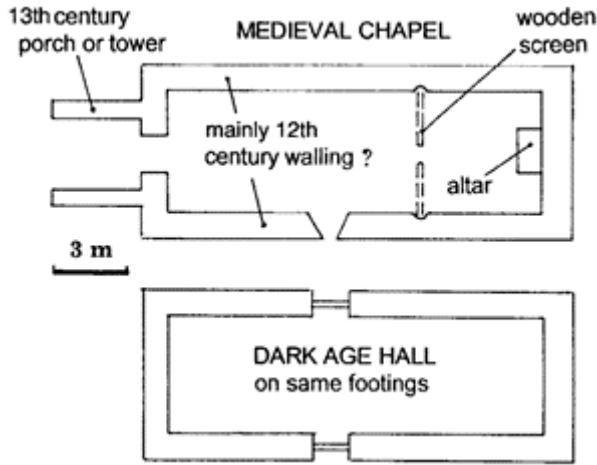 13th century
porch or tower
MEDIEVAL CHAPEL
wooden
screen
mainly 12th
century walling ?
altar
3 m
DARK AGE HALL
on same footings